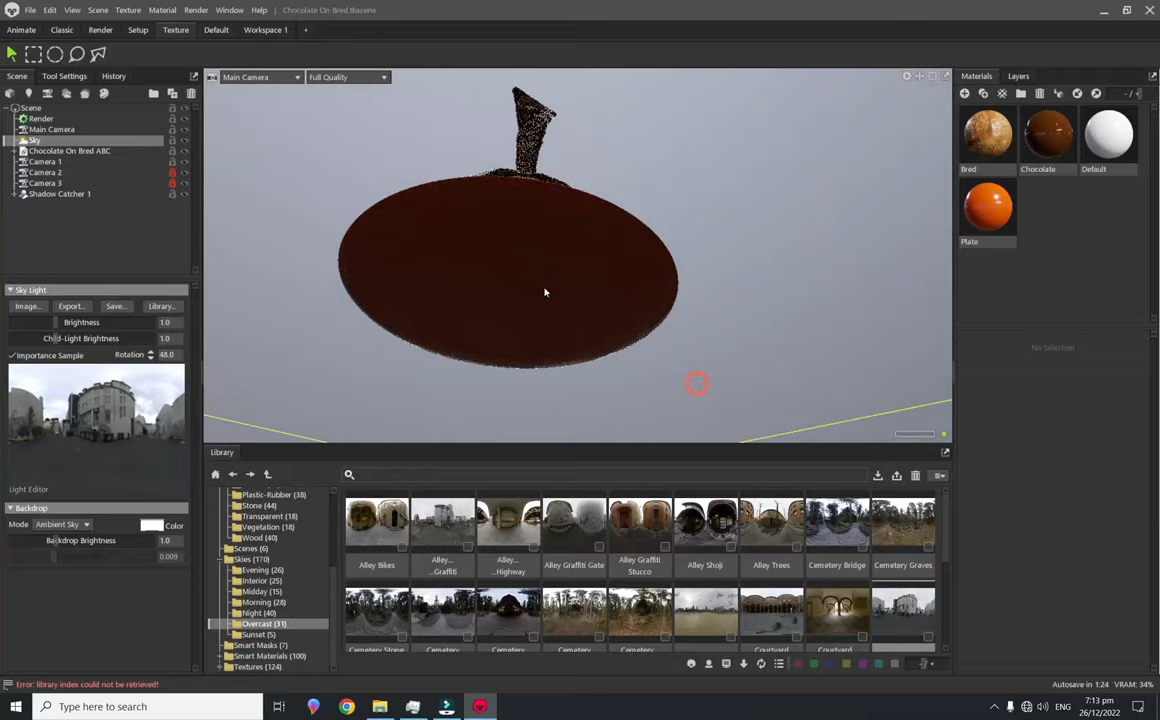 File Edit View Scene Texture Material Render Window Help Chocolate On Bred.tbscene
Animate Classic Render Setup Texture Default Workspace 1 +
Scene Tool Settings History
Main Camera Full Quality
Materials Layers
- / +
Scene
Render
Main Camera
Sky
Chocolate On Bred ABC
Camera 1
Camera 2
Camera 3
Shadow Catcher 1
Bred Chocolate Default
Plate
No Selection
Sky Light
Image... Export... Save... Library...
Brightness 1.0
Child-Light Brightness 1.0
Importance Sample Rotation 48.0
Light Editor
Backdrop
Mode Ambient Sky Color
Backdrop Brightness 1.0
0.009
Library
Plastic-Rubber (38)
Stone (44)
Transparent (18)
Vegetation (18)
Wood (40)
Scenes (6)
Skies (170)
Evening (26)
Interior (25)
Midday (15)
Morning (28)
Night (40)
Overcast (31)
Sunset (5)
Smart Masks (7)
Smart Materials (100)
Textures (124)
Alley Bikes Alley ...Graffiti Alley ...Highway Alley Graffiti Gate Alley Graffiti Stucco Alley Shoji Alley Trees Cemetery Bridge Cemetery Graves
Cemetery Stone Cemetery Cemetery Cemetery Cemetery Courtyard Courtyard
Error: library index could not be retrieved!
Autosave in 1:24 VRAM: 34%
Type here to search
ENG
7:13 pm
26/12/2022